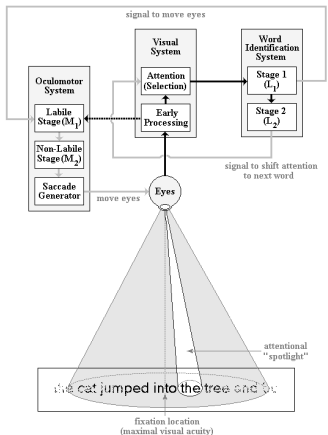 signal to move eyes
Visual
System
Word
Identification
System
Oculomotor
System
Attention
(Selection)
Stage 1
(L1)
Labile
Stage(M1)
Early
Processing
Stage 2
(L2)
Non-Labile
Stage(M2)
signal to shift attention
to next word
Saccade
Generator
move eyes
Eyes
attentional
"spotlight"
the cat jumped into the tree and
fixation location
(maximal visual acuity)